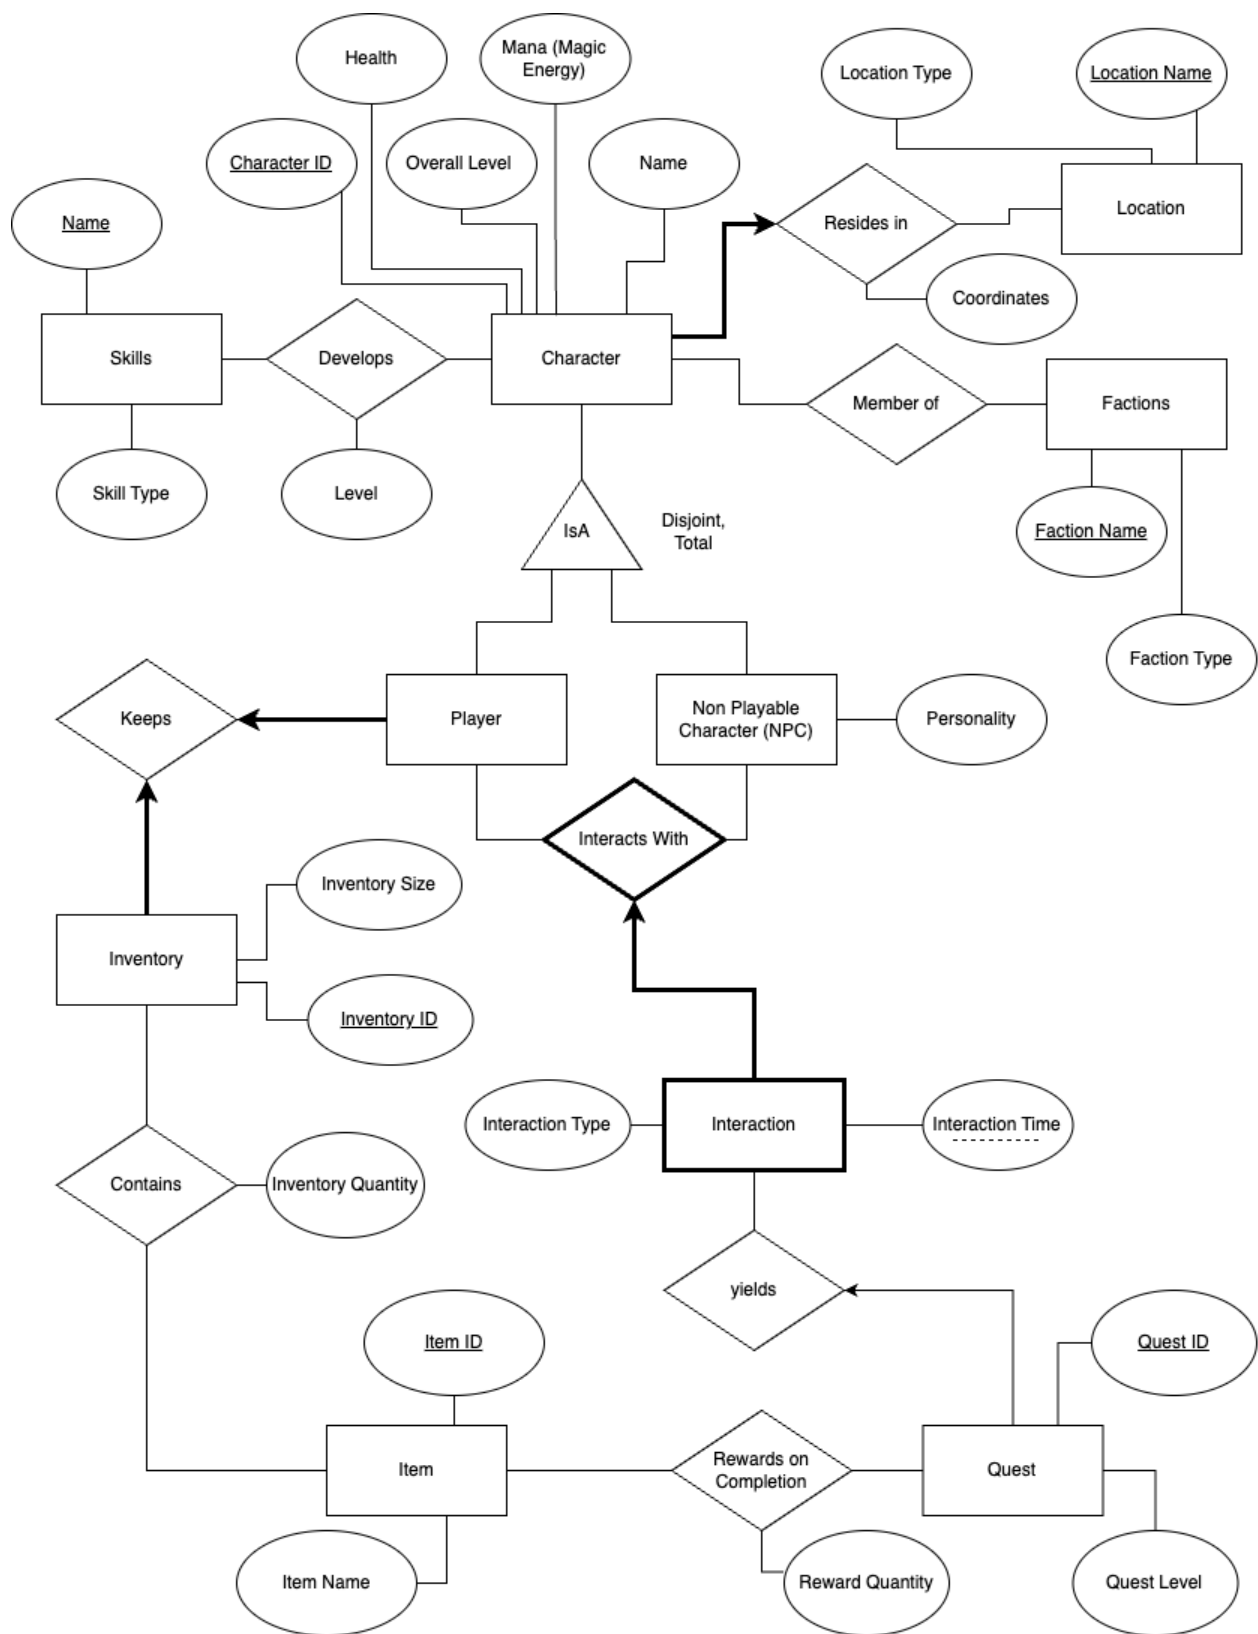 Health
Mana (Magic
Energy)
Location Type
Location Name
Character ID
Overall Level
Name
Name
Resides in
Location
Coordinates
Skills
Develops
Character
Member of
Factions
Skill Type
Level
IsA
Disjoint,
Total
Faction Name
Faction Type
Keeps
Player
Non Playable
Character (NPC)
Personality
Interacts With
Inventory Size
Inventory
Inventory ID
Interaction Type
Interaction
Interaction Time
Contains
Inventory Quantity
yields
Item ID
Quest ID
Item
Rewards on
Completion
Quest
Item Name
Reward Quantity
Quest Level